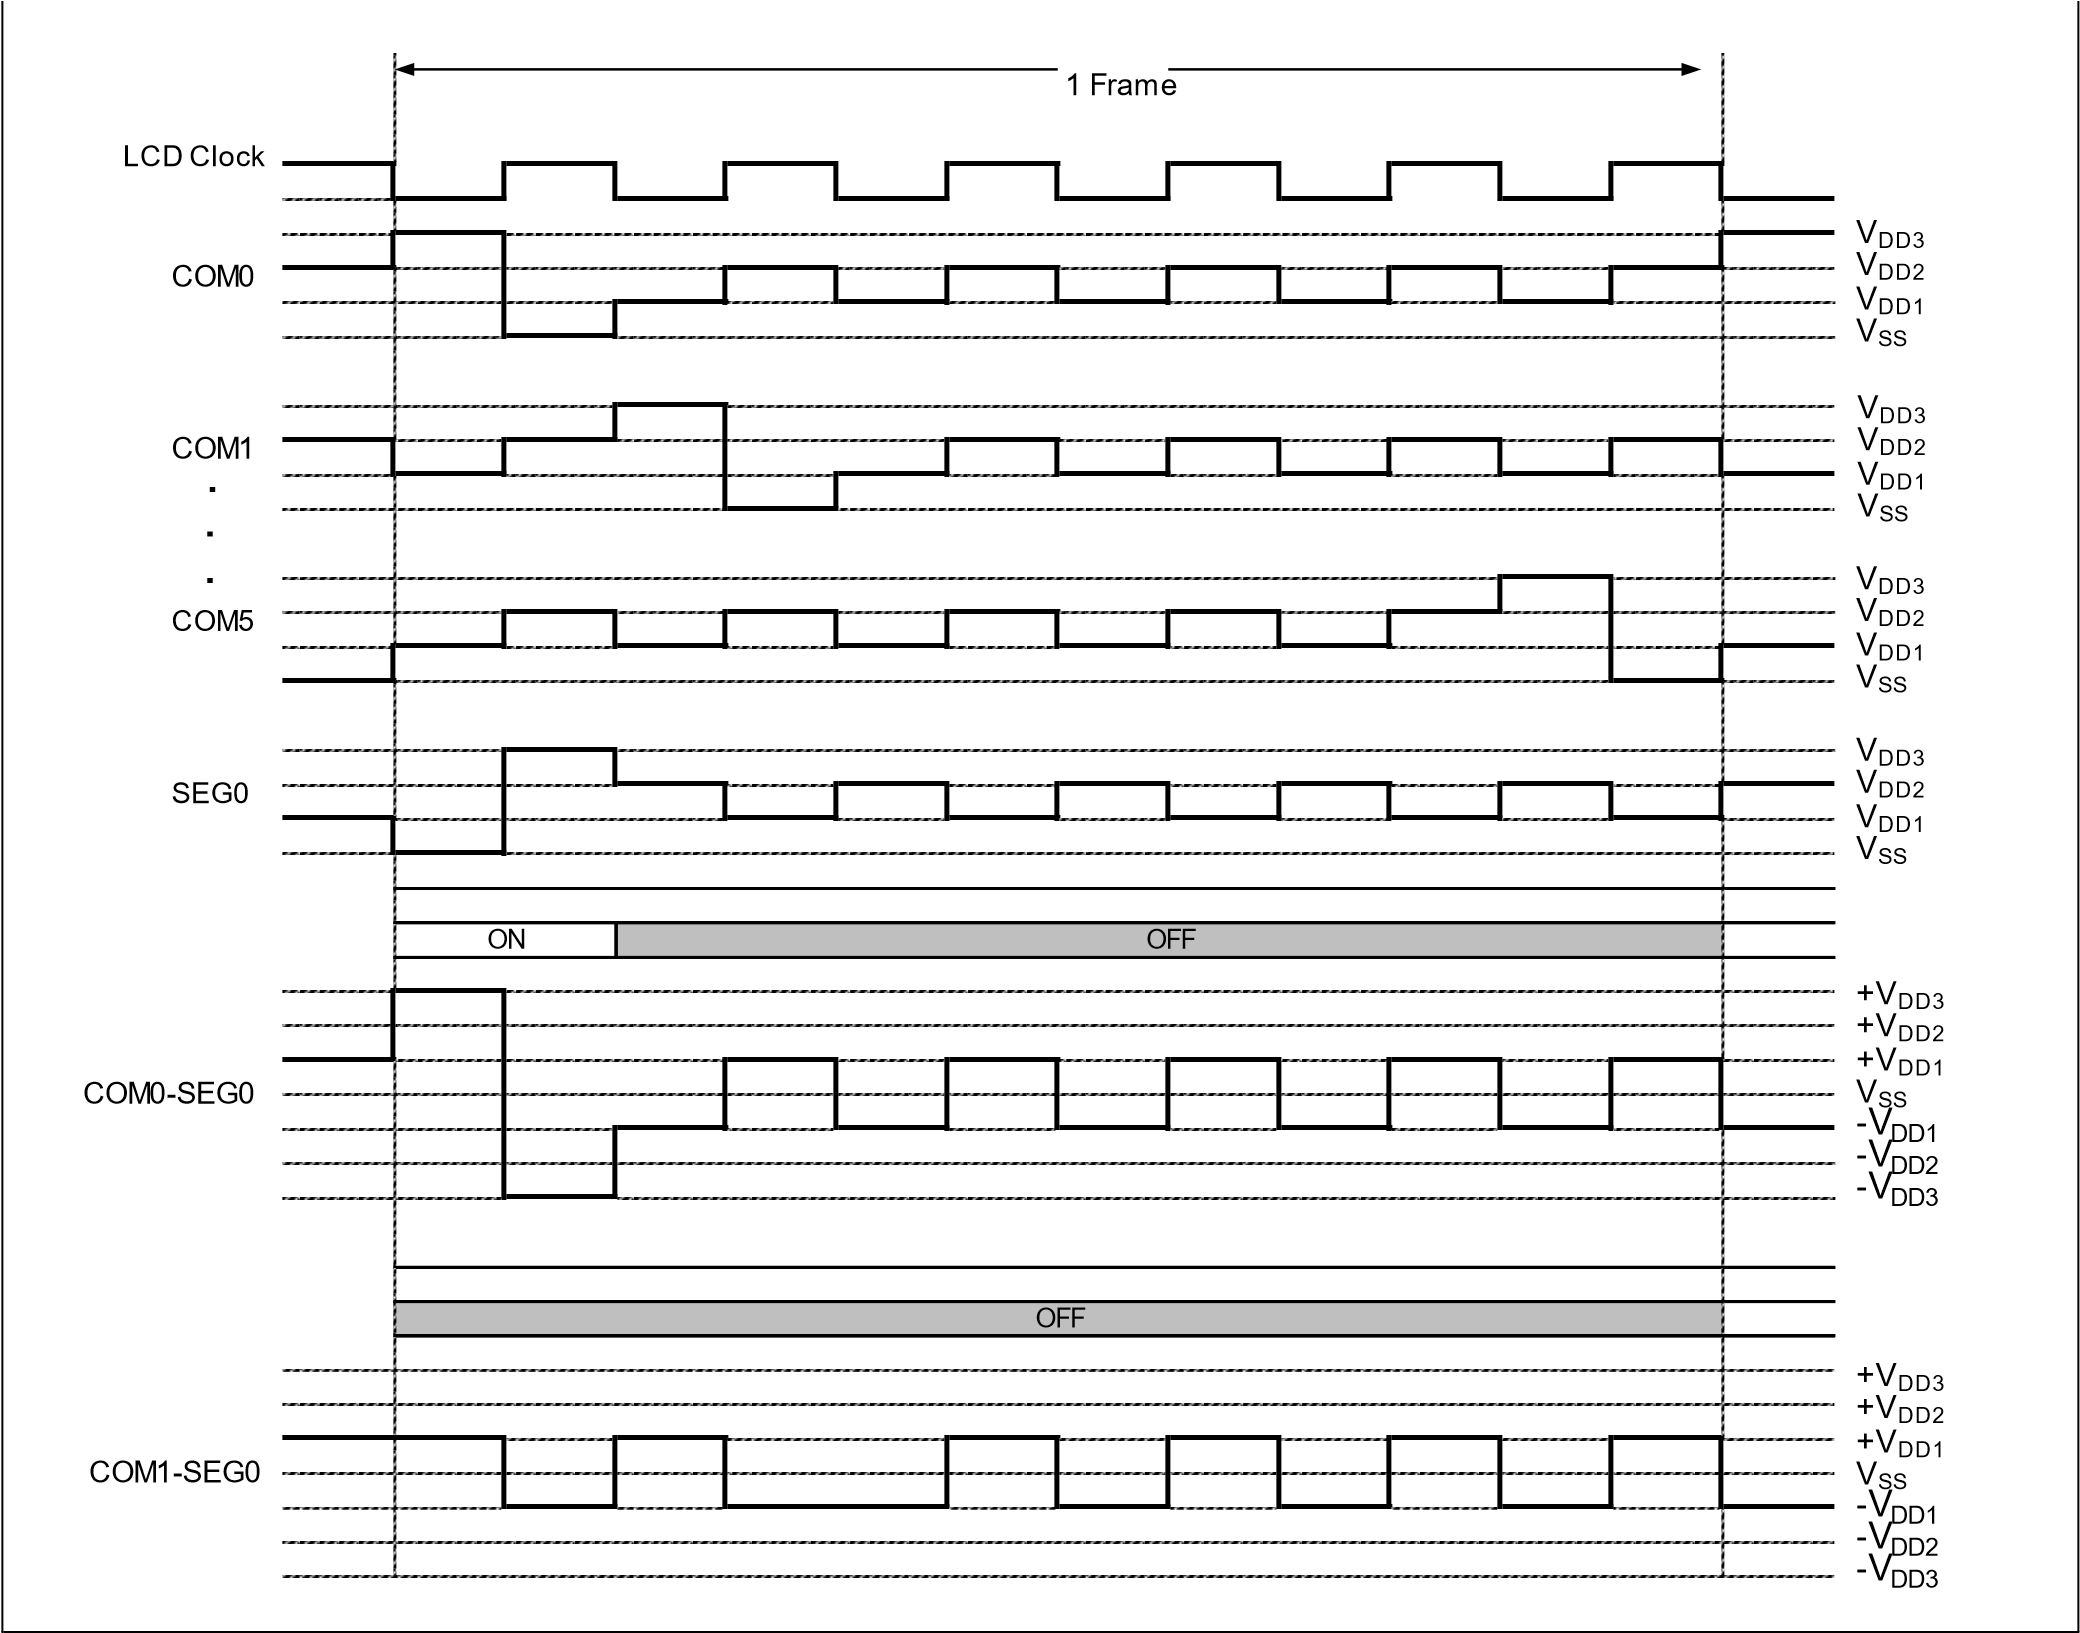 1 Frame
LCD Clock
VDD3
COM0
VDD2
VDD1
VSS
VDD3
COM1
VDD2
VDD1
VSS
.
.
.
VDD3
COM5
VDD2
VDD1
VSS
VDD3
SEG0
VDD2
VDD1
VSS
ON OFF
+VDD3
+VDD2
+VDD1
COM0-SEG0
VSS
-VDD1
-VDD2
-VDD3
OFF
+VDD3
+VDD2
+VDD1
COM1-SEG0
VSS
-VDD1
-VDD2
-VDD3